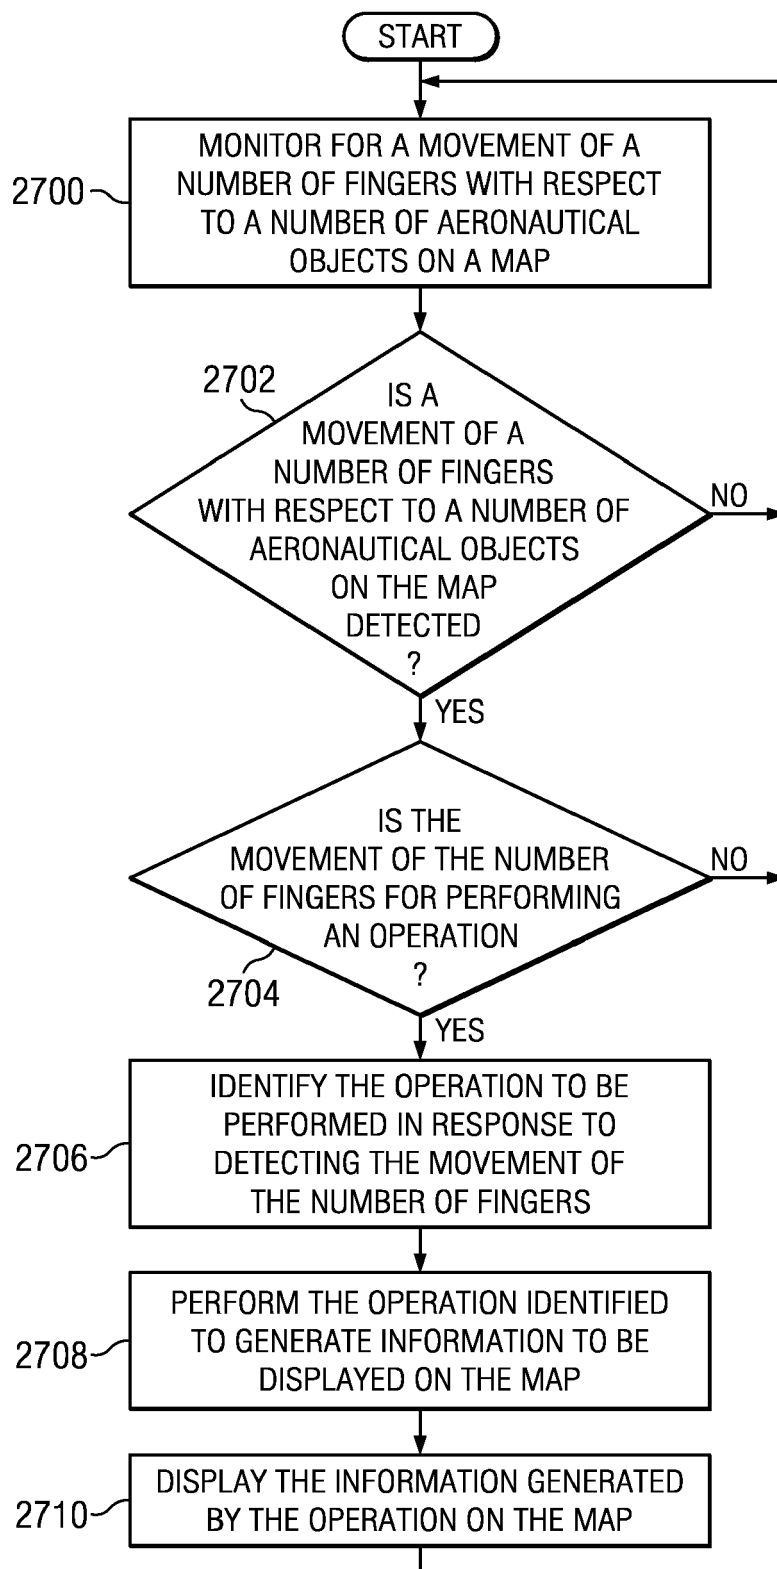 START
MONITOR FOR A MOVEMENT OF A
NUMBER OF FINGERS WITH RESPECT
TO A NUMBER OF AERONAUTICAL
OBJECTS ON A MAP
2700
2702
IS A
MOVEMENT OF A
NUMBER OF FINGERS
WITH RESPECT TO A NUMBER OF
AERONAUTICAL OBJECTS
ON THE MAP
DETECTED
?
NO
YES
IS THE
MOVEMENT OF THE NUMBER
OF FINGERS FOR PERFORMING
AN OPERATION
?
NO
2704
YES
IDENTIFY THE OPERATION TO BE
PERFORMED IN RESPONSE TO
DETECTING THE MOVEMENT OF
THE NUMBER OF FINGERS
2706
PERFORM THE OPERATION IDENTIFIED
TO GENERATE INFORMATION TO BE
DISPLAYED ON THE MAP
2708
DISPLAY THE INFORMATION GENERATED
BY THE OPERATION ON THE MAP
2710